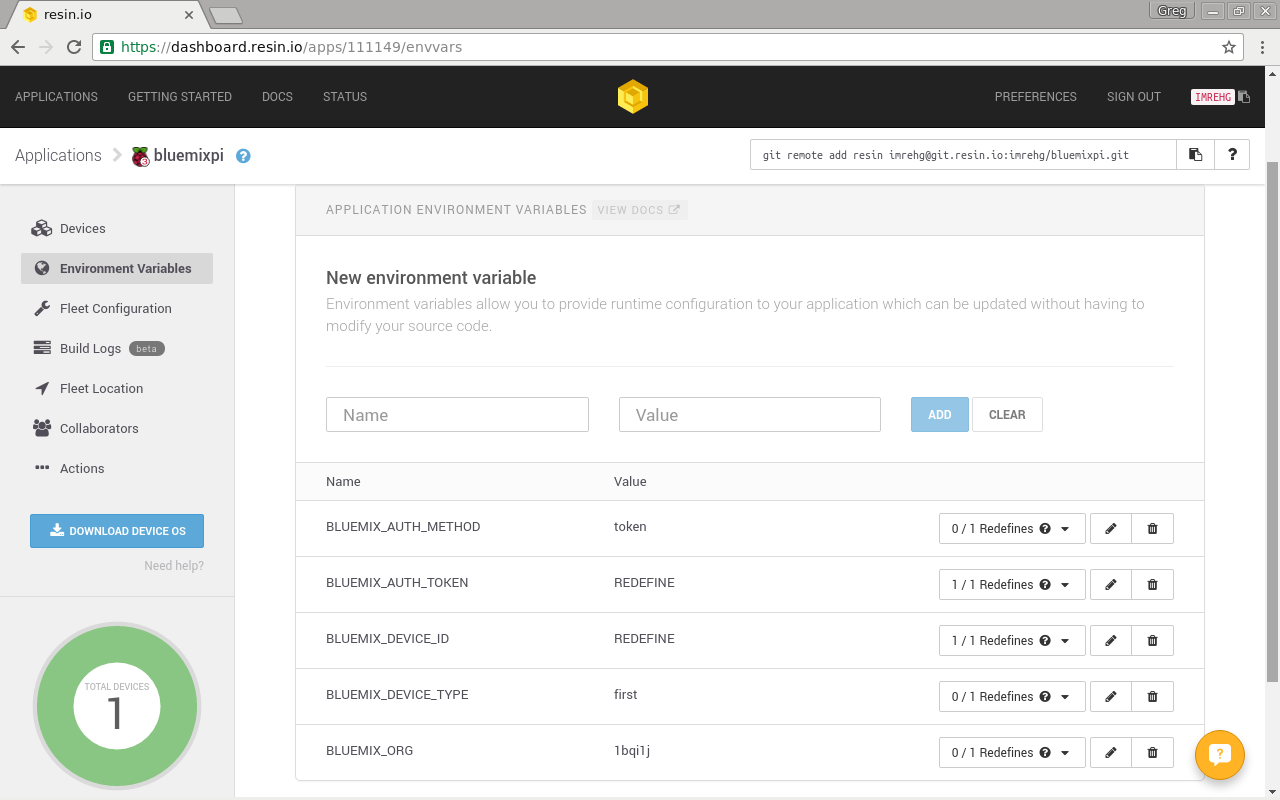 resin.io
Greg
https://dashboard.resin.io/apps/111149/envvars
APPLICATIONS GETTING STARTED DOCS STATUS PREFERENCES SIGN OUT IMREHG
Applications bluemixpi ? git remote add resin imrehg@git.resin.io:imrehg/bluemixpi.git ?
Devices
Environment Variables
Fleet Configuration
Build Logs beta
Fleet Location
Collaborators
Actions
DOWNLOAD DEVICE OS
Need help?
TOTAL DEVICES
1
APPLICATION ENVIRONMENT VARIABLES VIEW DOCS
New environment variable
Environment variables allow you to provide runtime configuration to your application which can be updated without having to
modify your source code.
Name Value ADD CLEAR
Name Value
BLUEMIX_AUTH_METHOD token 0 / 1 Redefines ?
BLUEMIX_AUTH_TOKEN REDEFINE 1 / 1 Redefines ?
BLUEMIX_DEVICE_ID REDEFINE 1 / 1 Redefines ?
BLUEMIX_DEVICE_TYPE first 0 / 1 Redefines ?
BLUEMIX_ORG 1bqi1j 0 / 1 Redefines ?
?